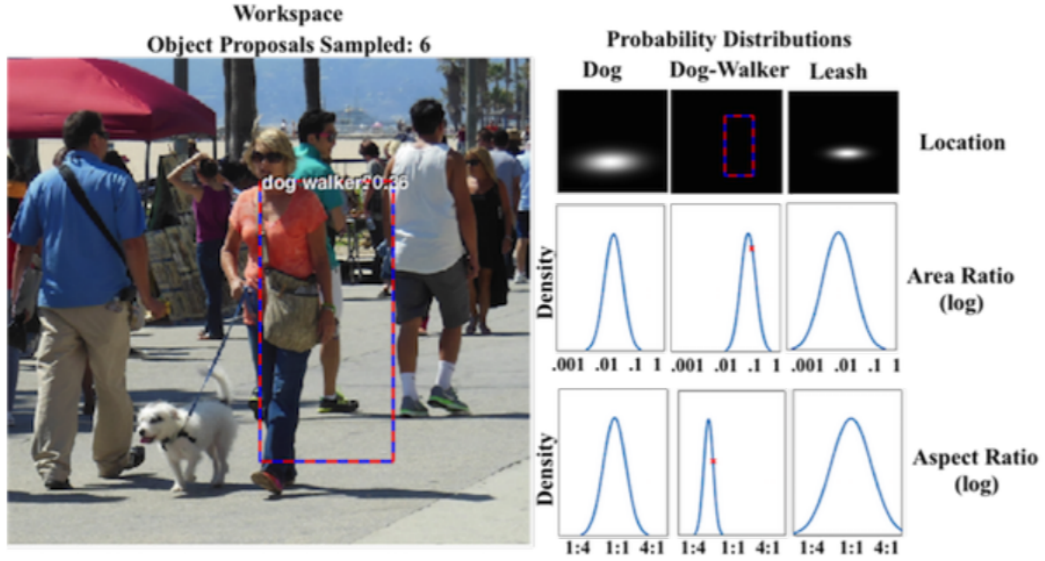 Workspace
Object Proposals Sampled: 6
dog walker: 0.36
Probability Distributions
Dog Dog-Walker Leash
Location
Density
Area Ratio
(log)
.001 .01 .1 1 .001 .01 .1 1 .001 .01 .1 1
Density
Aspect Ratio
(log)
1:4 1:1 4:1 1:4 1:1 4:1 1:4 1:1 4:1